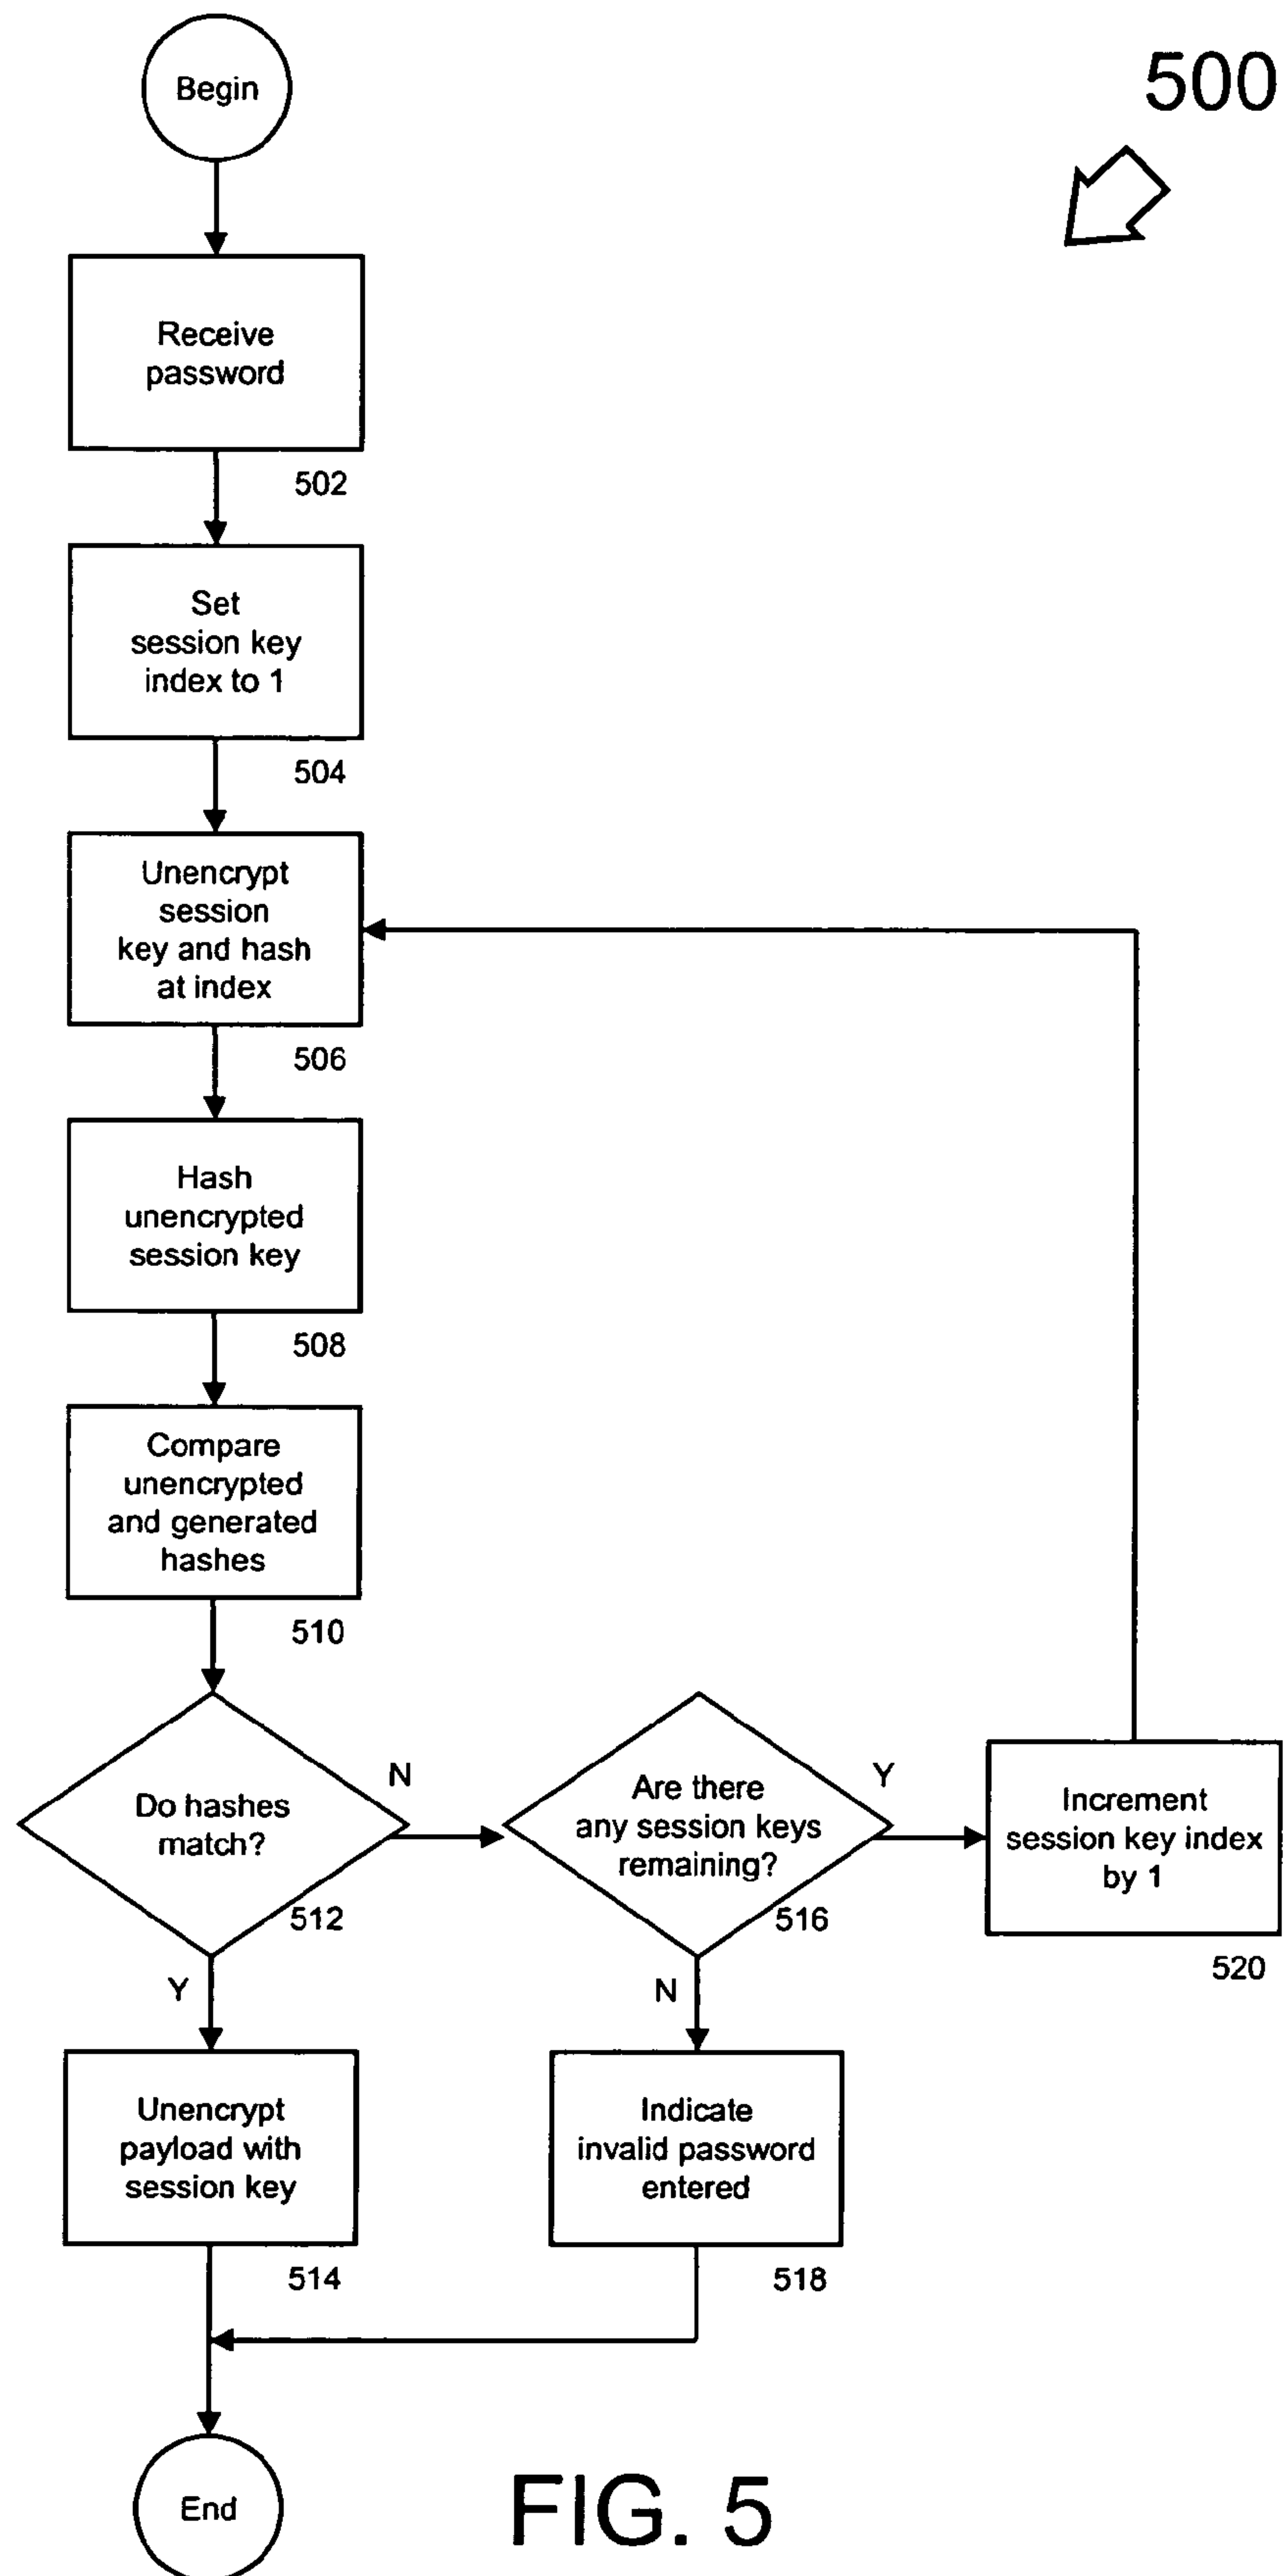 Begin
500
Receive
password
502
Set
session key
index to 1
504
Unencrypt
session
key and hash
at index
506
Hash
unencrypted
session key
508
Compare
unencrypted
and generated
hashes
510
Do hashes
match?
512
N
Y
Are there
any session keys
remaining?
516
Y
N
Increment
session key index
by 1
520
Unencrypt
payload with
session key
514
Indicate
invalid password
entered
518
End
FIG. 5